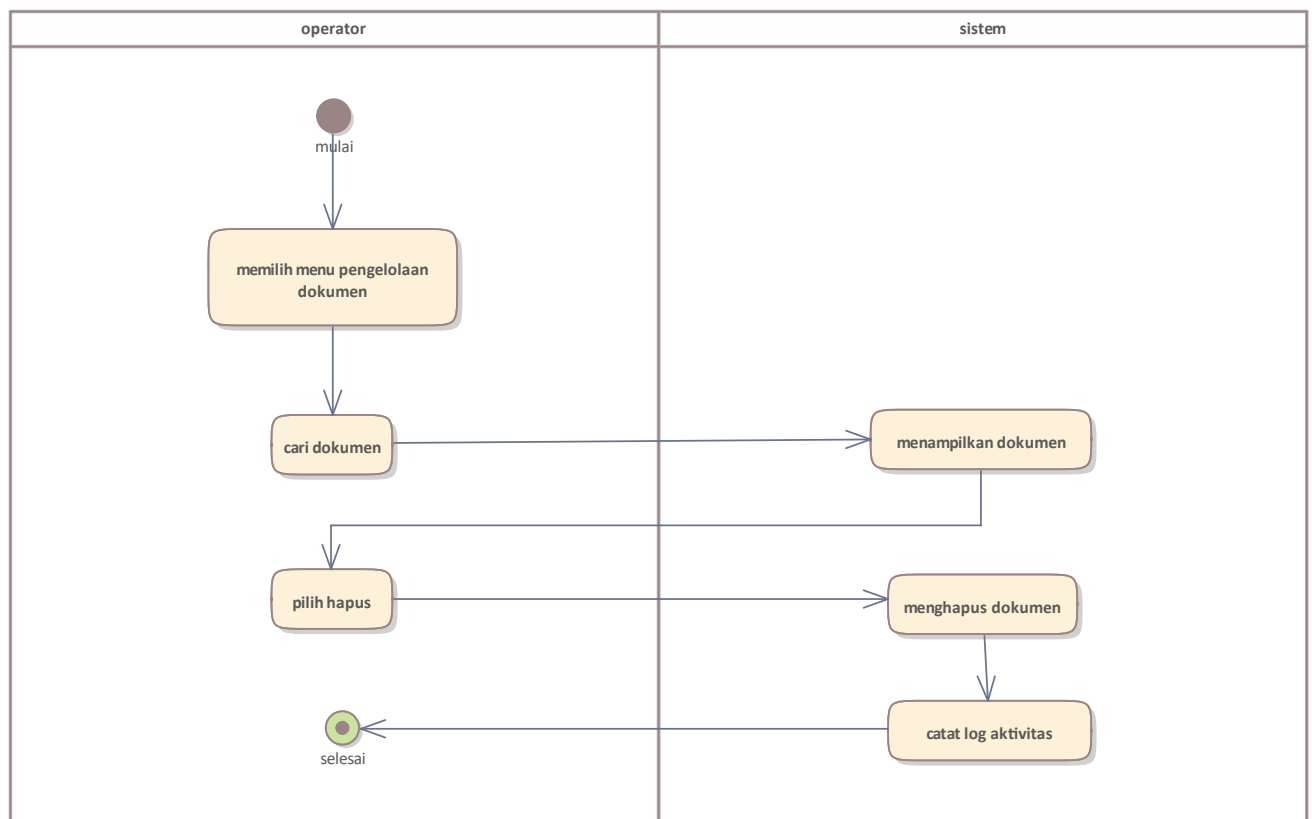 operator
sistem
mulai
memilih menu pengelolaan
dokumen
cari dokumen
menampilkan dokumen
pilih hapus
menghapus dokumen
catat log aktivitas
selesai